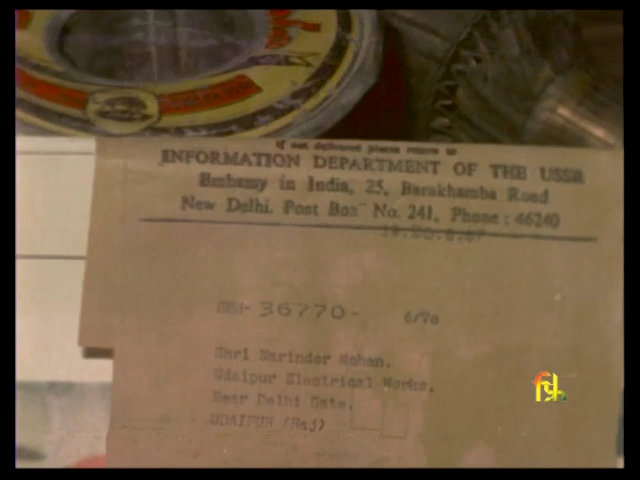 if not delivered please return to
INFORMATION DEPARTMENT OF THE USSR
Embassy in India, 25, Barakhamba Road
New Delhi. Post Box No. 241, Phone : 46240
36770- 6/70
Shri Narinder Mohan.
Udaipur Electrical Works.
Near Delhi Gate.
UDAIPUR (Raj)